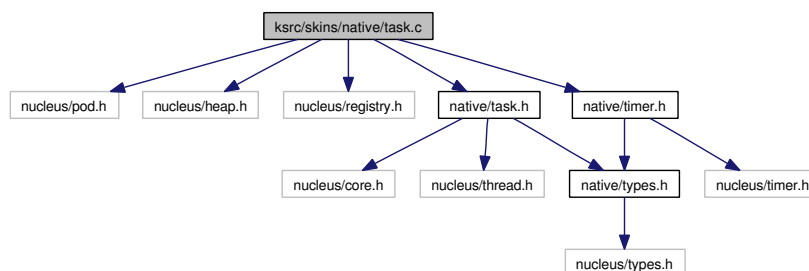 ksrc/skins/native/task.c
nucleus/pod.h
nucleus/heap.h
nucleus/registry.h
native/task.h
native/timer.h
nucleus/core.h
nucleus/thread.h
native/types.h
nucleus/timer.h
nucleus/types.h